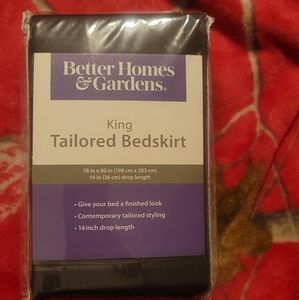 Better Homes
& Gardens®
King
Tailored Bedskirt
78 in x 80 in (198 cm x 203 cm)
14 in (36 cm) drop length
• Give your bed a finished look
• Contemporary tailored styling
• 14 inch drop length